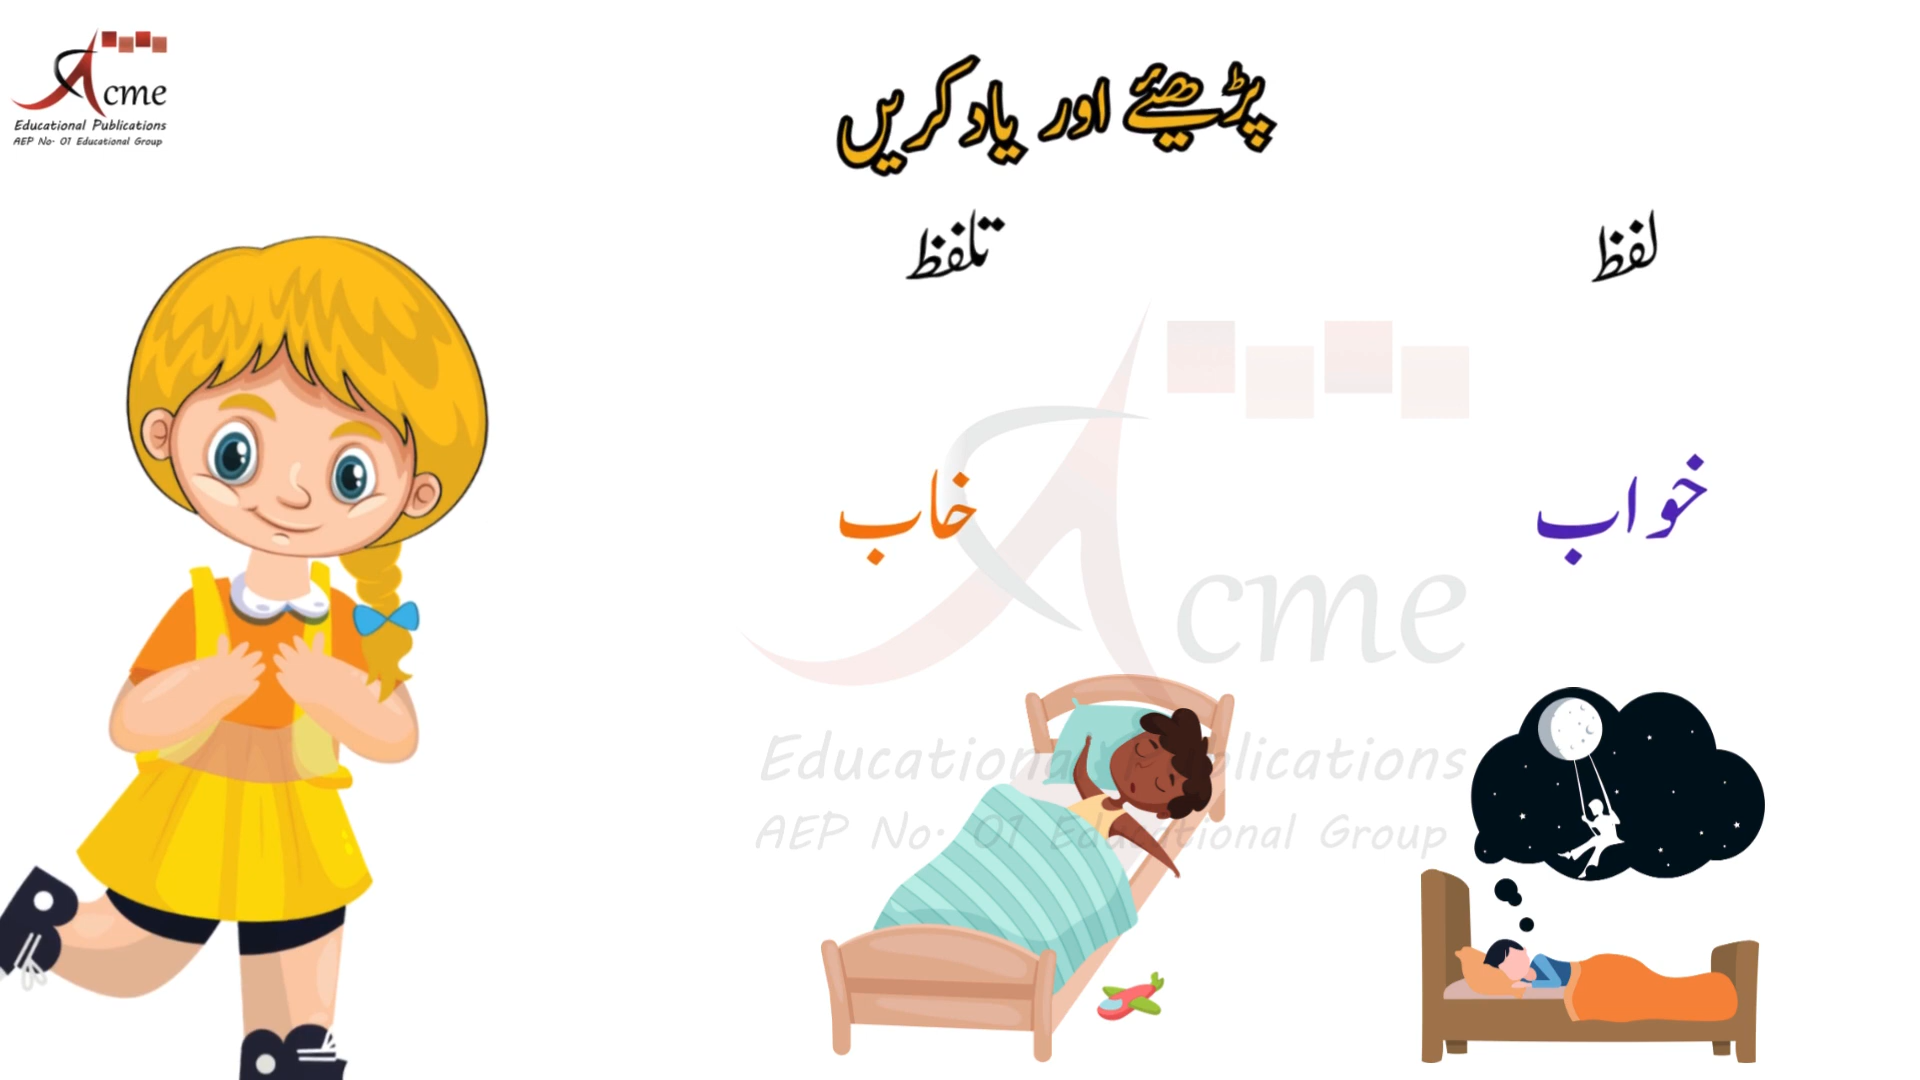 Acme
Educational Publications
AEP No. 01 Educational Group
پڑھیئے اور یاد کریں
لفظ تلفظ
خواب خاب
Acme
Educational Publications
AEP No. 01 Educational Group